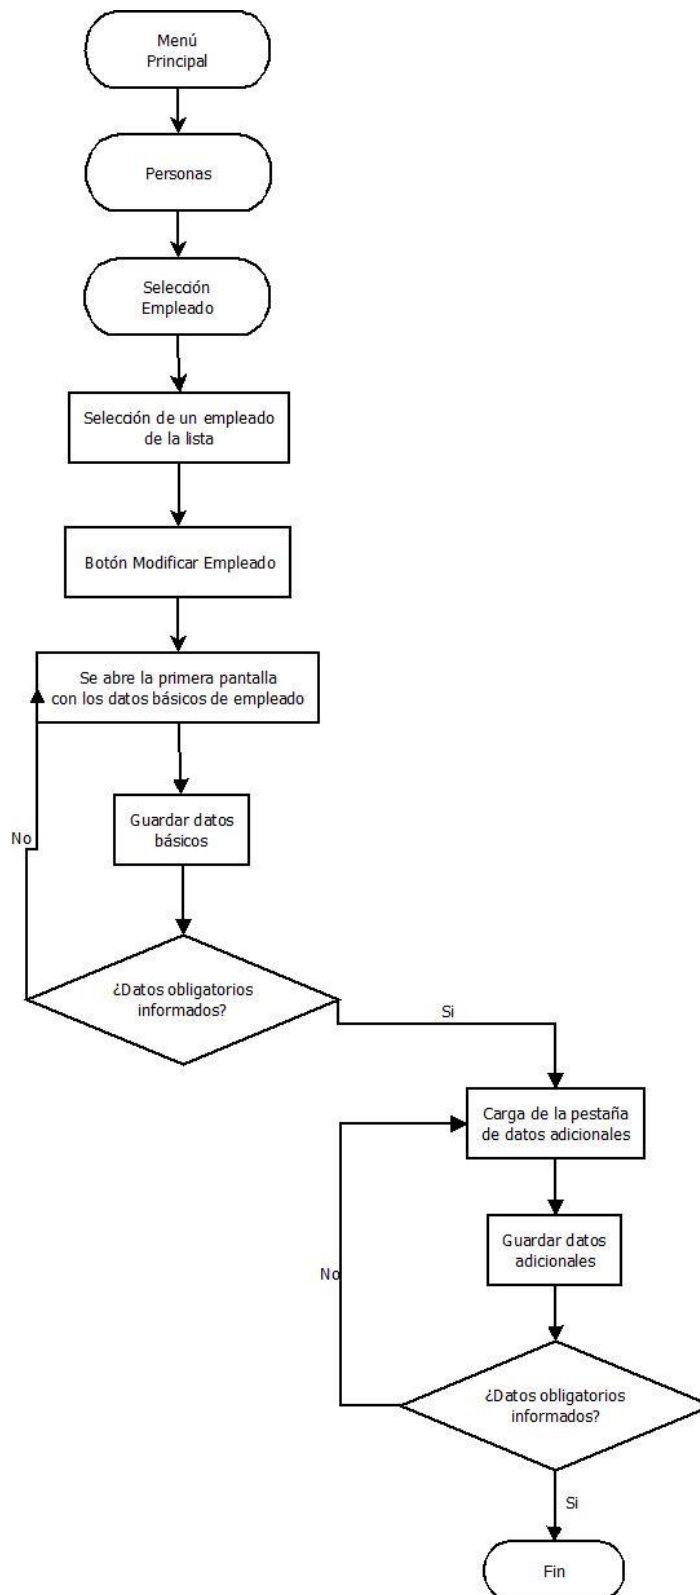 Menú
Principal
Personas
Selección
Empleado
Selección de un empleado
de la lista
Botón Modificar Empleado
Se abre la primera pantalla
con los datos básicos de empleado
Guardar datos
básicos
No
¿Datos obligatorios
informados?
Si
Carga de la pestaña
de datos adicionales
Guardar datos
adicionales
No
¿Datos obligatorios
informados?
Si
Fin